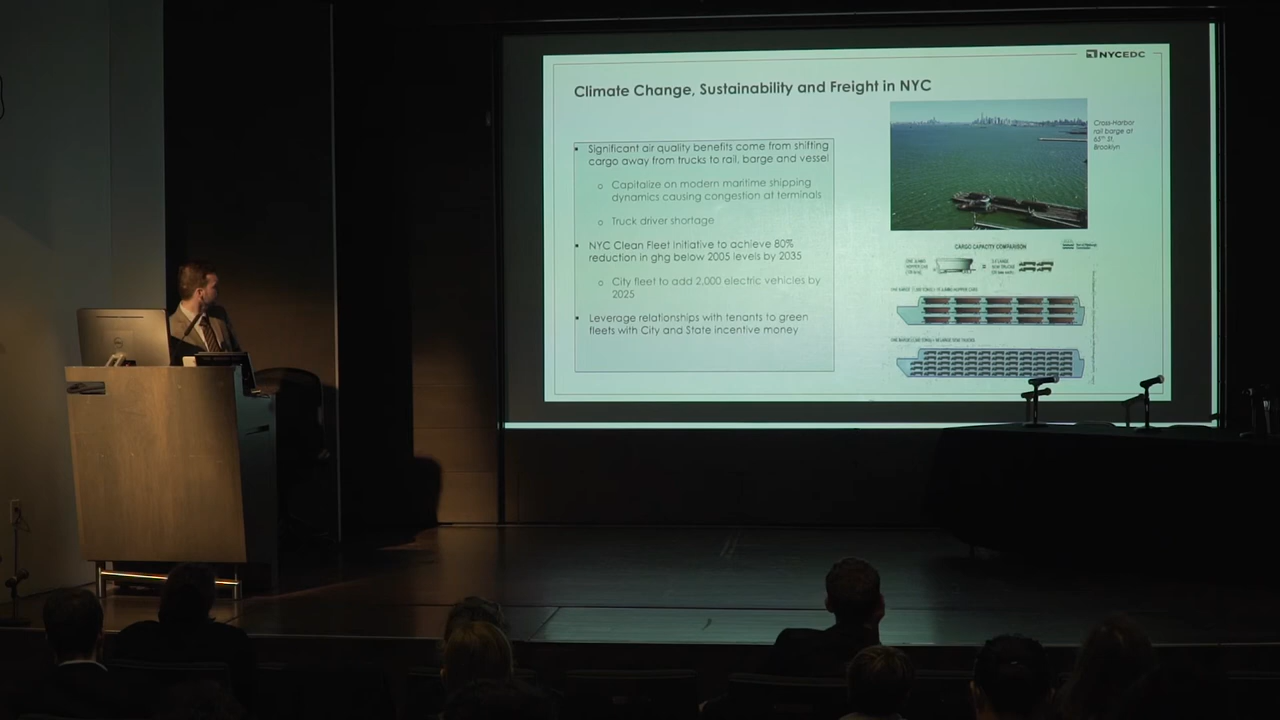 NYCEDC
Climate Change, Sustainability and Freight in NYC
Significant air quality benefits come from shifting
cargo away from trucks to rail, barge and vessel
Capitalize on modern maritime shipping
dynamics causing congestion at terminals
Truck driver shortage
NYC Clean Fleet Initiative to achieve 80%
reduction in ghg below 2005 levels by 2035
City fleet to add 2,000 electric vehicles by
2025
Leverage relationships with tenants to green
fleets with City and State incentive money
Cross-Harbor
rail barge at
65th St,
Brooklyn
CARGO CAPACITY COMPARISON